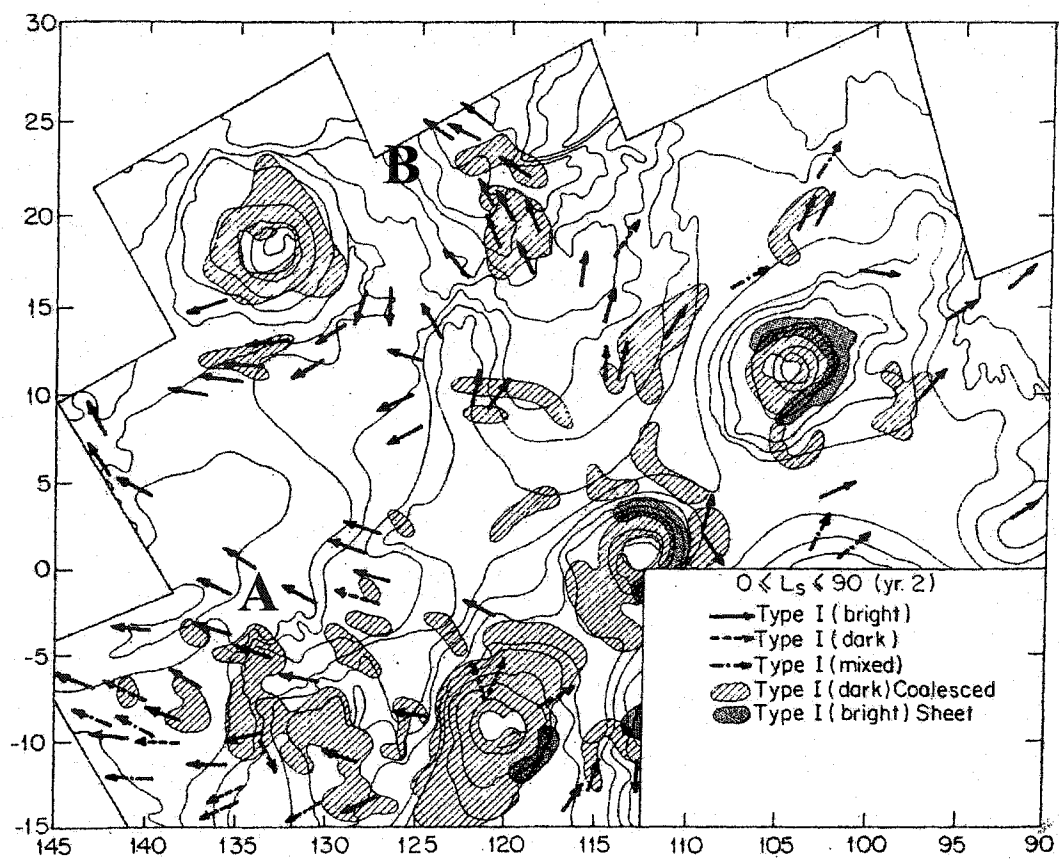 30
25
B
20
15
10
5
0
A
-5
-10
-15
0 ≤ Ls ≤ 90 (yr. 2)
Type I (bright)
Type I (dark)
Type I (mixed)
Type I (dark) Coalesced
Type I (bright) Sheet
145 140 135 130 125 120 115 110 105 100 95 90